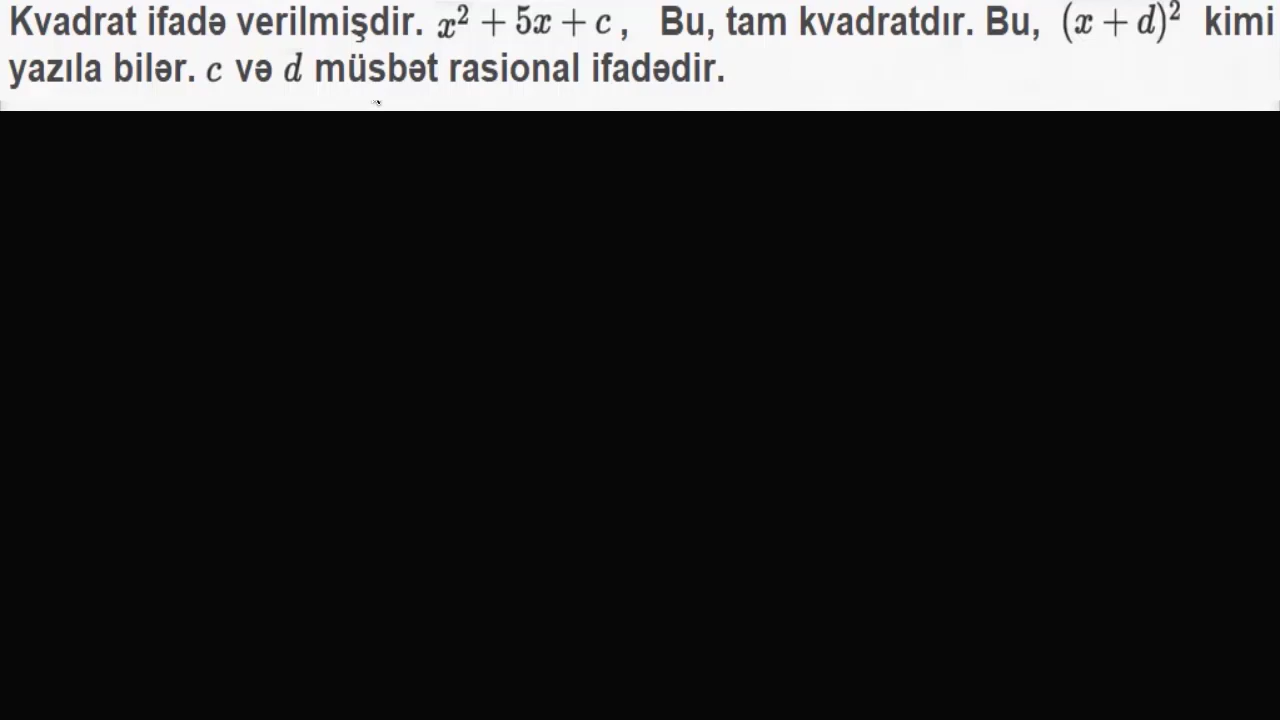 Kvadrat ifadə verilmişdir. x² + 5x + c , Bu, tam kvadratdır. Bu, (x + d)² kimi
yazıla bilər. c və d müsbət rasional ifadədir.